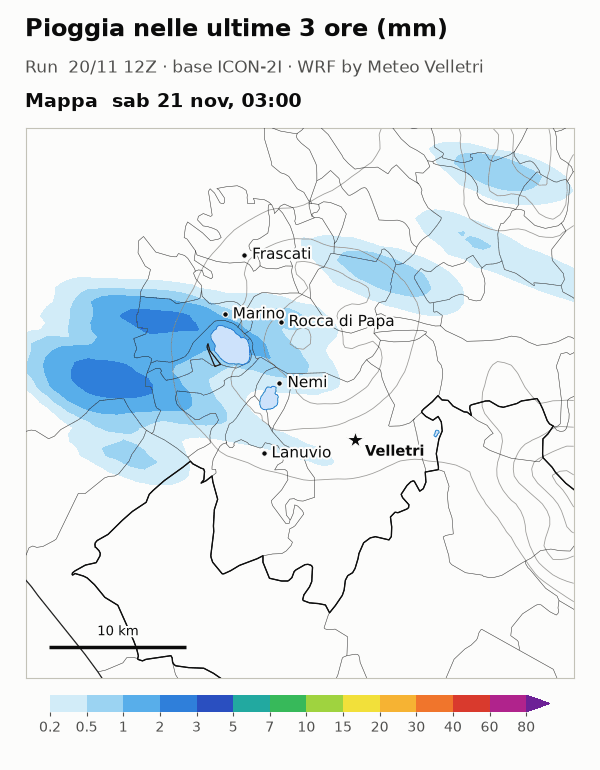 Pioggia nelle ultime 3 ore (mm)
Run  20/11 12Z · base ICON-2I · WRF by Meteo Velletri
Mappa  sab 21 nov, 03:00
Frascati
Marino
Rocca di Papa
Nemi
Velletri
Lanuvio
10 km
0.2 0.5 1 2 3 5 7 10 15 20 30 40 60 80